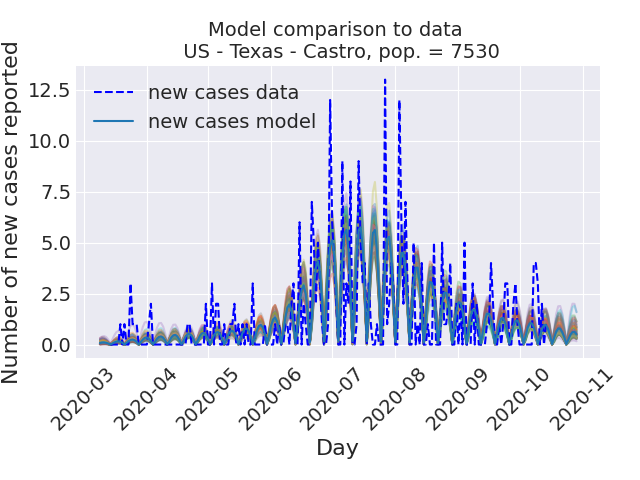 Model comparison to data
US - Texas - Castro, pop. = 7530
Number of new cases reported
12.5
10.0
7.5
5.0
2.5
0.0
new cases data
new cases model
2020-03
2020-04
2020-05
2020-06
2020-07
2020-08
2020-09
2020-10
2020-11
Day